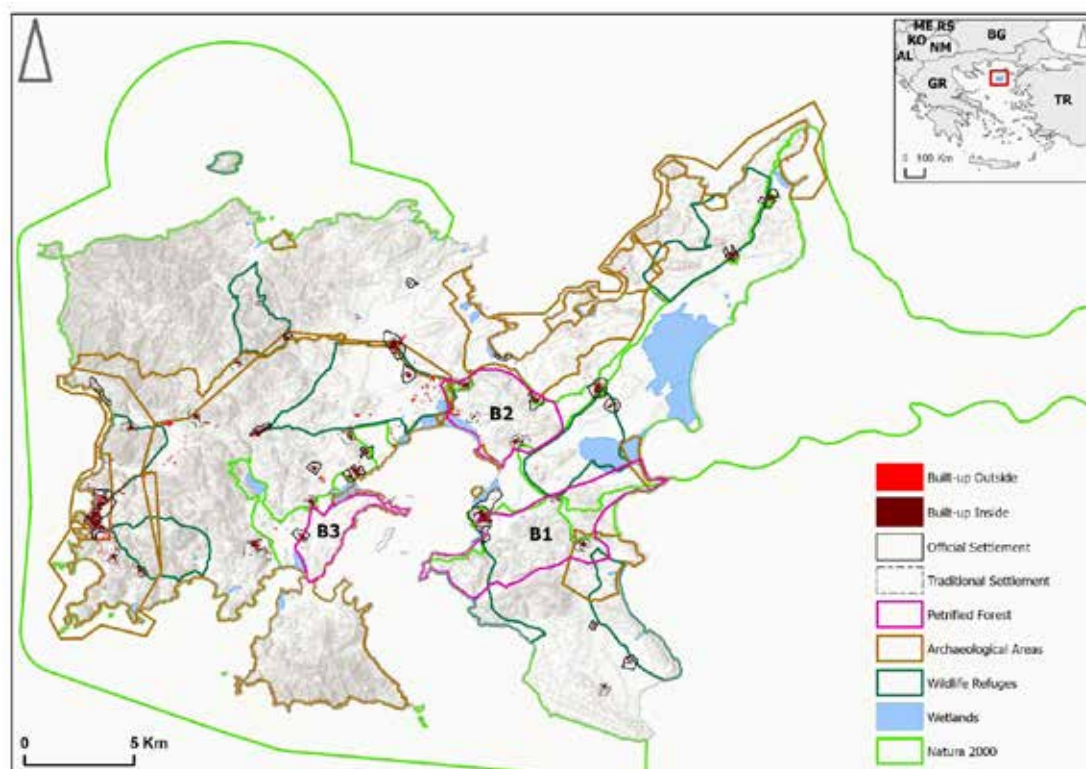 ME RS
KO
BG
AL
NM
GR
TR
0 100 Km
B2
B3
B1
Built-up Outside
Built-up Inside
Official Settlement
Traditional Settlement
Petrified Forest
Archaeological Areas
Wildlife Refuges
Wetlands
Natura 2000
0 5 Km